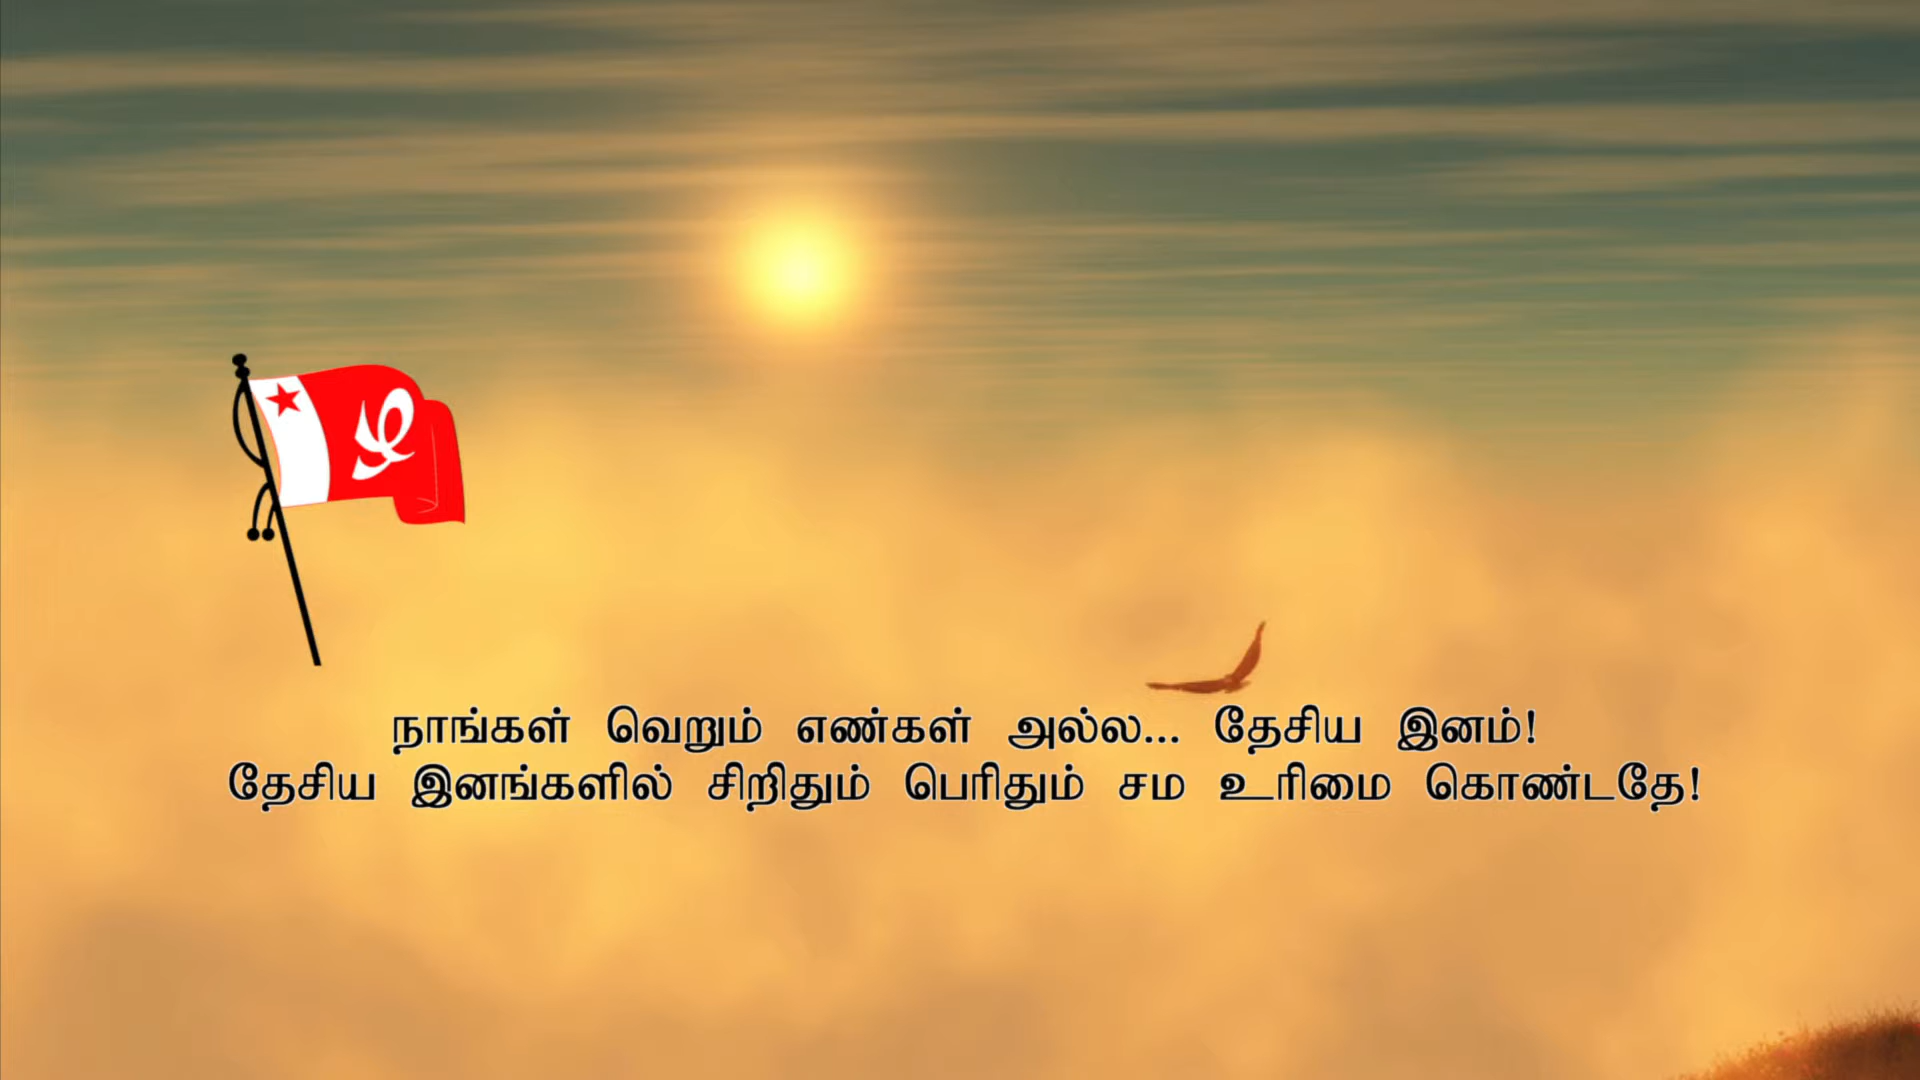 ழ
நாங்கள் வெறும் எண்கள் அல்ல... தேசிய இனம்!
தேசிய இனங்களில் சிறிதும் பெரிதும் சம உரிமை கொண்டதே!